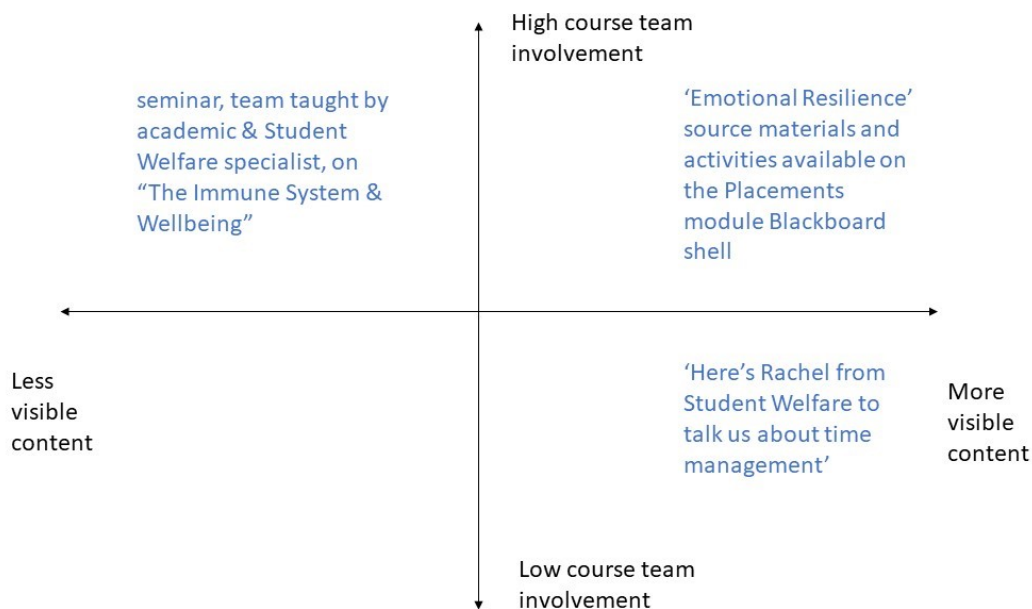 High course team
involvement
seminar, team taught by
academic & Student
Welfare specialist, on
“The Immune System &
Wellbeing”
‘Emotional Resilience’
source materials and
activities available on
the Placements
module Blackboard
shell
Less
visible
content
‘Here’s Rachel from
Student Welfare to
talk us about time
management’
More
visible
content
Low course team
involvement